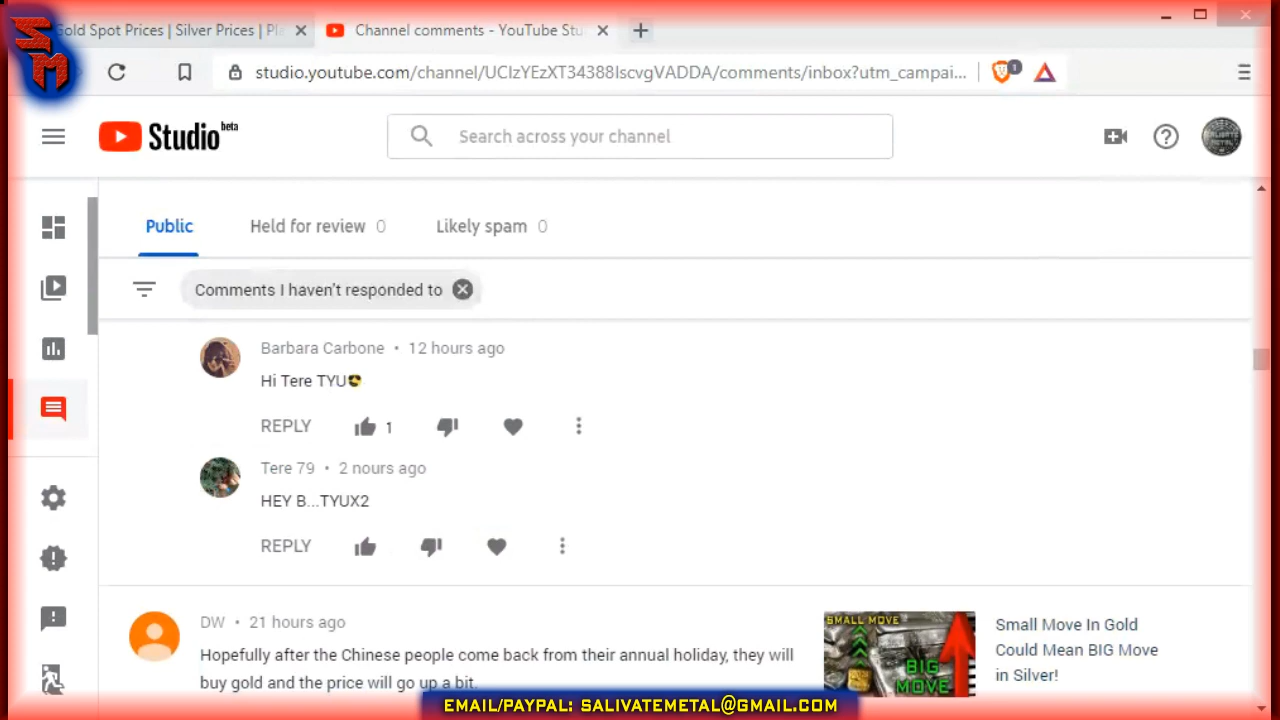 SM
Gold Spot Prices | Silver Prices | Pla
Channel comments - YouTube Stu
studio.youtube.com/channel/UCIzYEzXT34388IscvgVADDA/comments/inbox?utm_campai...
1
Studio beta
Search across your channel
Public
Held for review 0
Likely spam 0
Comments I haven't responded to
Barbara Carbone • 12 hours ago
Hi Tere TYU
REPLY 1
Tere 79 • 2 hours ago
HEY B...TYUX2
REPLY
DW • 21 hours ago
Hopefully after the Chinese people come back from their annual holiday, they will
buy gold and the price will go up a bit.
SMALL MOVE
BIG
MOVE
Small Move In Gold
Could Mean BIG Move
in Silver!
EMAIL/PAYPAL: SALIVATEMETAL@GMAIL.COM